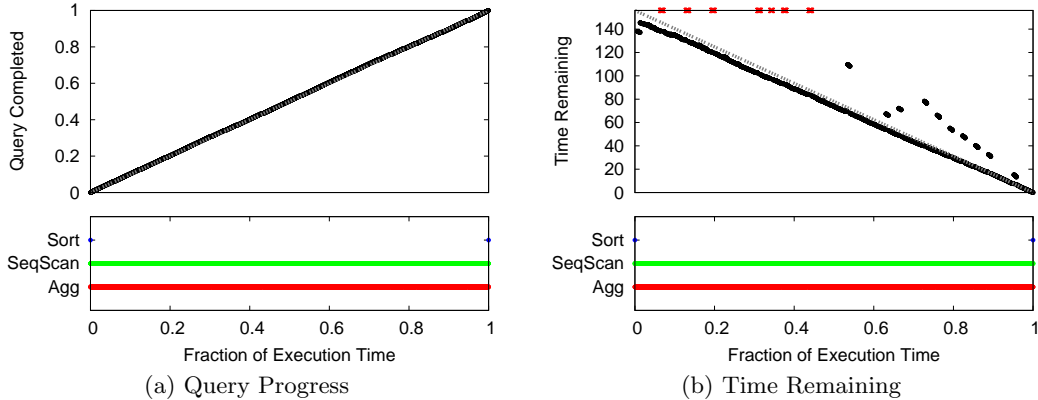 1
0.8
0.6
0.4
0.2
0
Query Completed
Sort
SeqScan
Agg
0 0.2 0.4 0.6 0.8 1
Fraction of Execution Time
(a) Query Progress
140
120
100
80
60
40
20
0
Time Remaining
Sort
SeqScan
Agg
0 0.2 0.4 0.6 0.8 1
Fraction of Execution Time
(b) Time Remaining